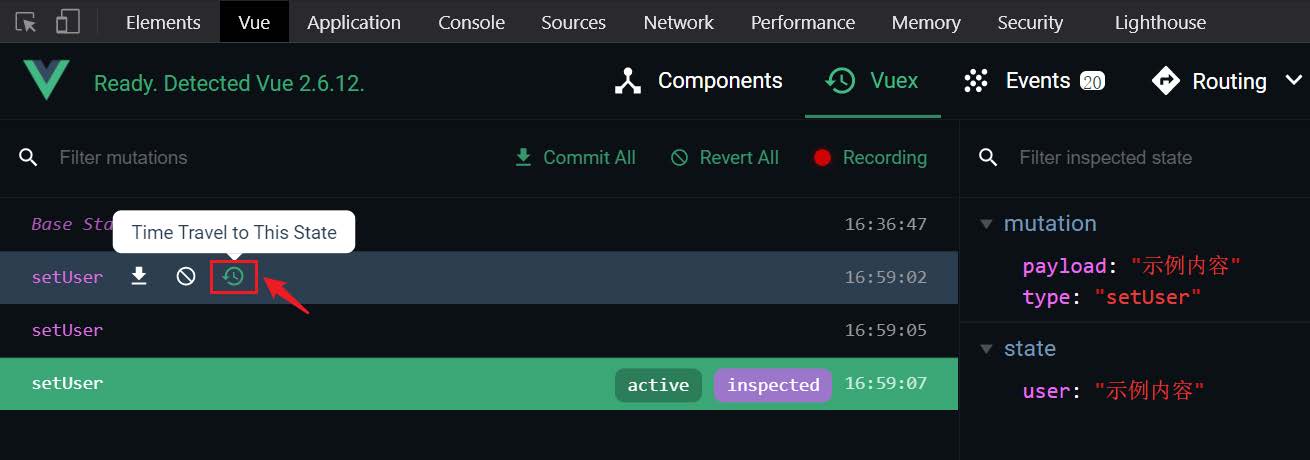 Elements Vue Application Console Sources Network Performance Memory Security Lighthouse
Ready. Detected Vue 2.6.12. Components Vuex Events 20 Routing
Filter mutations Commit All Revert All Recording Filter inspected state
Base Sta 16:36:47
Time Travel to This State
setUser 16:59:02
setUser 16:59:05
setUser active inspected 16:59:07
mutation
payload: "示例内容"
type: "setUser"
state
user: "示例内容"